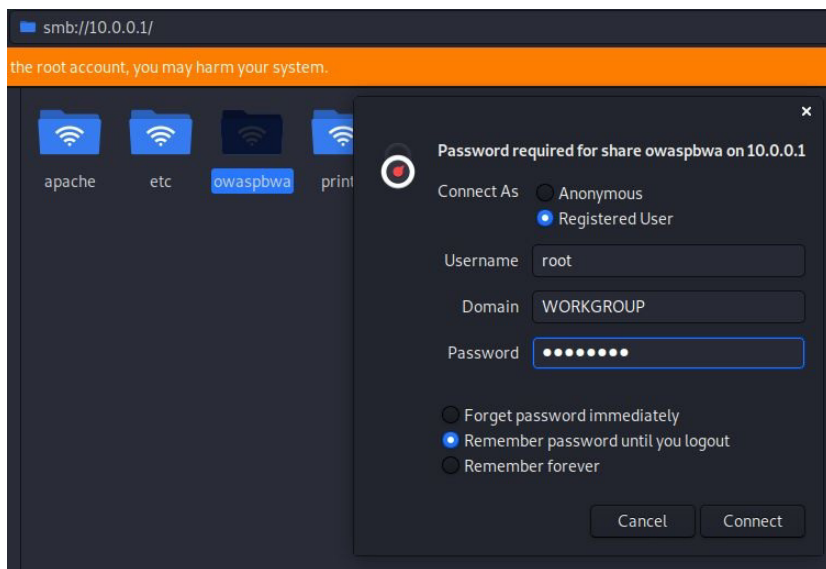 smb://10.0.0.1/
the root account, you may harm your system.
apache
etc
owaspbwa
print
Password required for share owaspbwa on 10.0.0.1
Connect As
Anonymous
Registered User
Username root
Domain WORKGROUP
Password ●●●●●●●●
Forget password immediately
Remember password until you logout
Remember forever
Cancel Connect